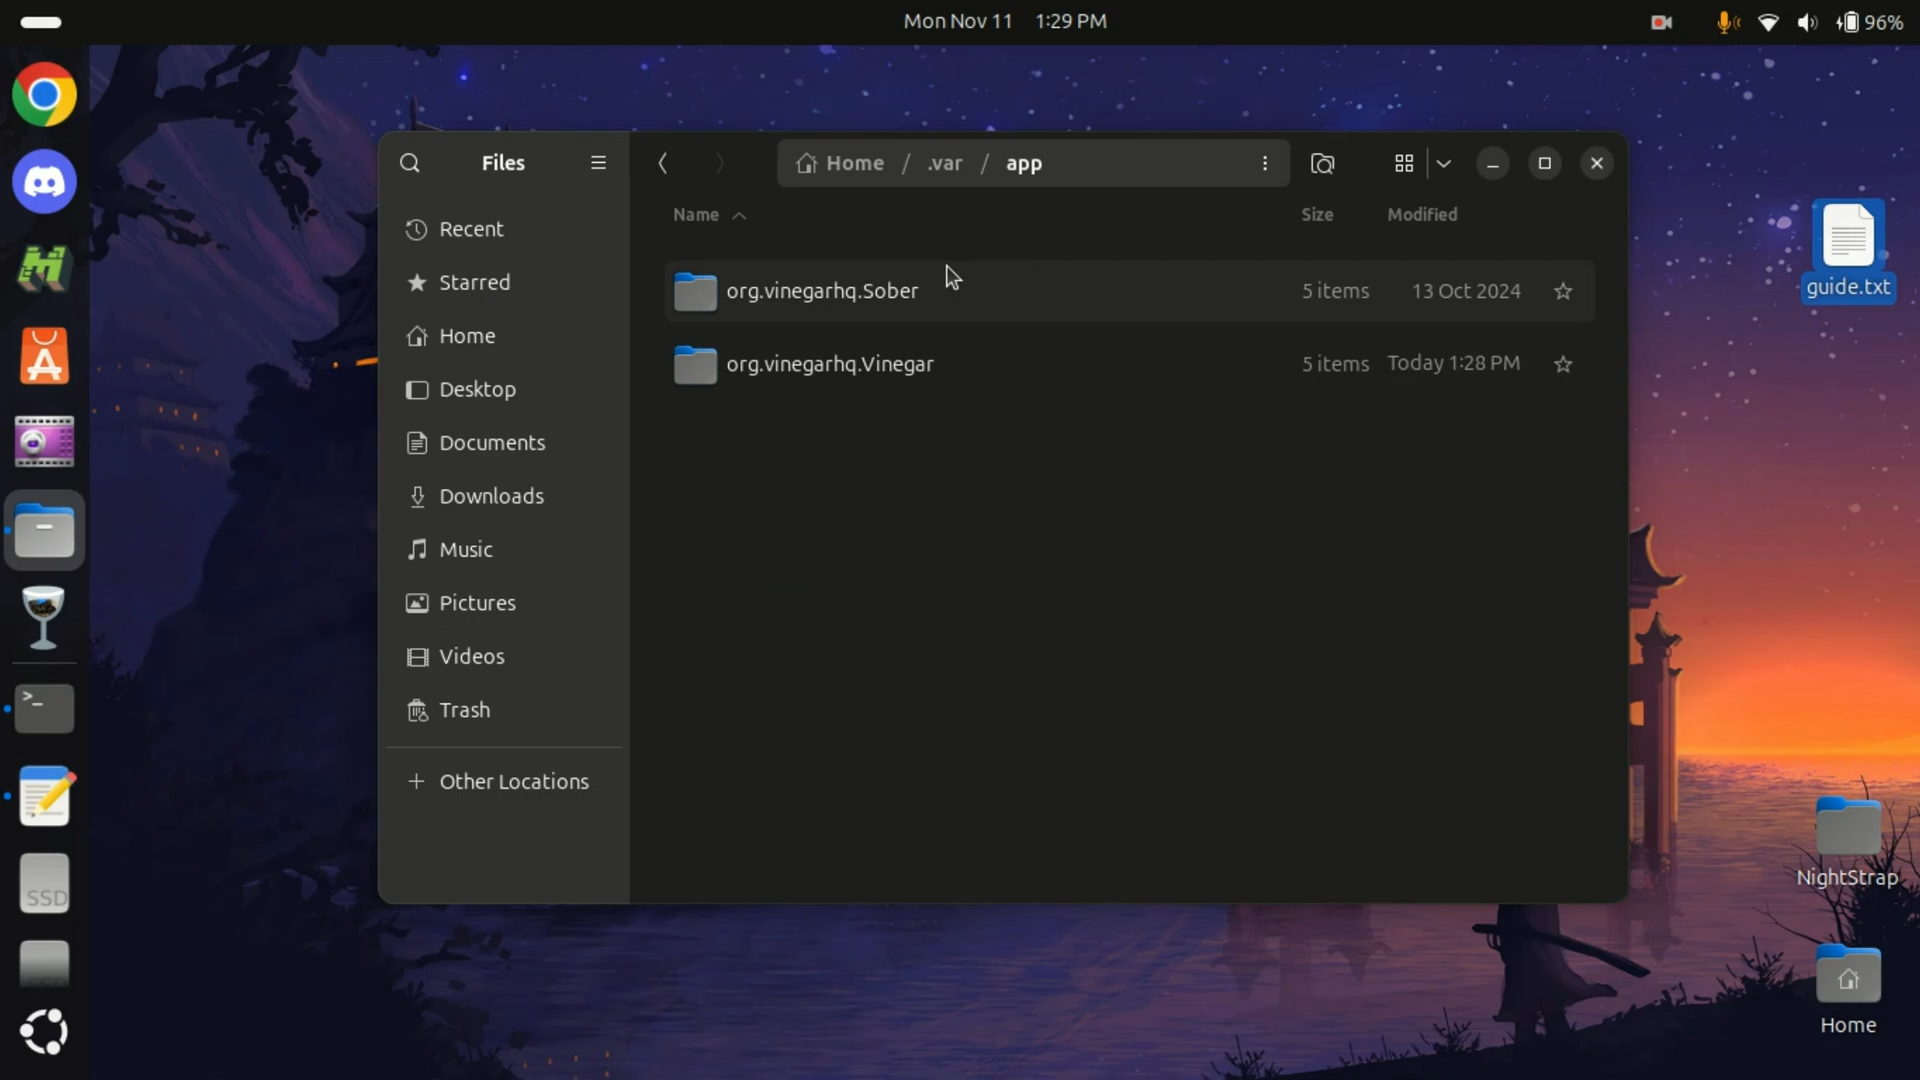 Mon Nov 11 1:29 PM
96%
Files
Home / .var / app
Name Size Modified
Recent
Starred
Home
Desktop
Documents
Downloads
Music
Pictures
Videos
Trash
Other Locations
org.vinegarhq.Sober 5 items 13 Oct 2024
org.vinegarhq.Vinegar 5 items Today 1:28 PM
SSD
guide.txt
NightStrap
Home